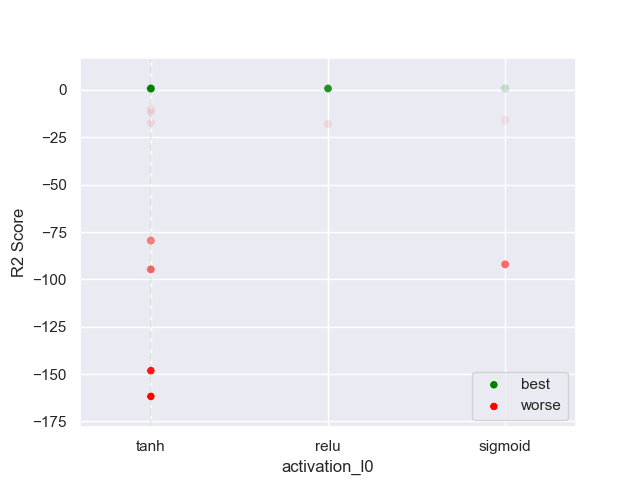 0
−25
−50
−75
−100
−125
−150
−175
R2 Score
tanh
relu
sigmoid
activation_l0
best
worse